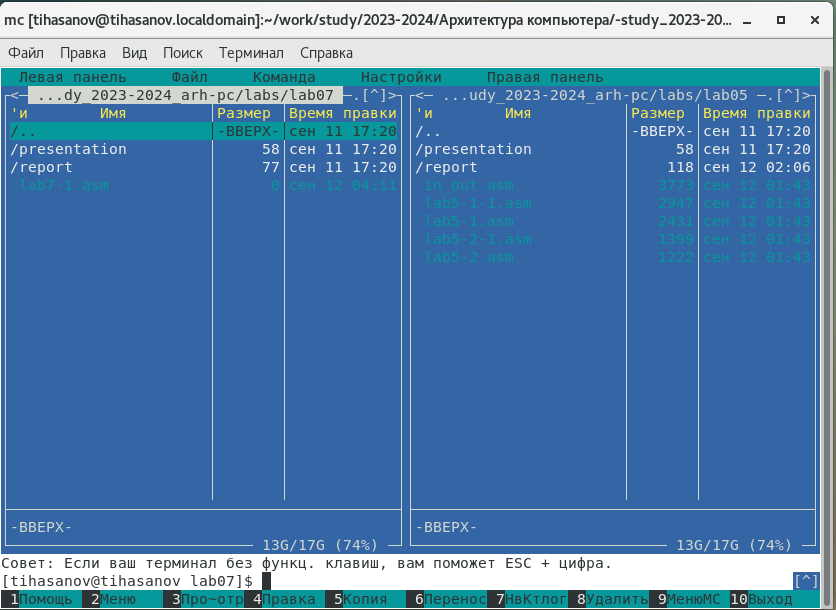 mc [tihasanov@tihasanov.localdomain]:~/work/study/2023-2024/Архитектура компьютера/-study_2023-20...
Файл Правка Вид Поиск Терминал Справка
Левая панель Файл Команда Настройки Правая панель
<— ...dy_2023-2024_arh-pc/labs/lab07 —.[^]> <— ...udy_2023-2024_arh-pc/labs/lab05 —.[^]>
'и Имя Размер Время правки 'и Имя Размер Время правки
/.. -ВВЕРХ- сен 11 17:20 /.. -ВВЕРХ- сен 11 17:20
/presentation 58 сен 11 17:20 /presentation 58 сен 11 17:20
/report 77 сен 11 17:20 /report 118 сен 12 02:06
lab7-1.asm 0 сен 12 04:11 in_out.asm 3773 сен 12 01:43
lab5-1-1.asm 2947 сен 12 01:43
lab5-1.asm 2431 сен 12 01:43
lab5-2-1.asm 1399 сен 12 01:43
lab5-2.asm 1222 сен 12 01:43
-ВВЕРХ- -ВВЕРХ-
13G/17G (74%) 13G/17G (74%)
Совет: Если ваш терминал без функц. клавиш, вам поможет ESC + цифра.
[tihasanov@tihasanov lab07]$ [^]
1Помощь 2Меню 3Про~отр 4Правка 5Копия 6Перенос 7НвКтлог 8Удалить 9МенюМС 10Выход